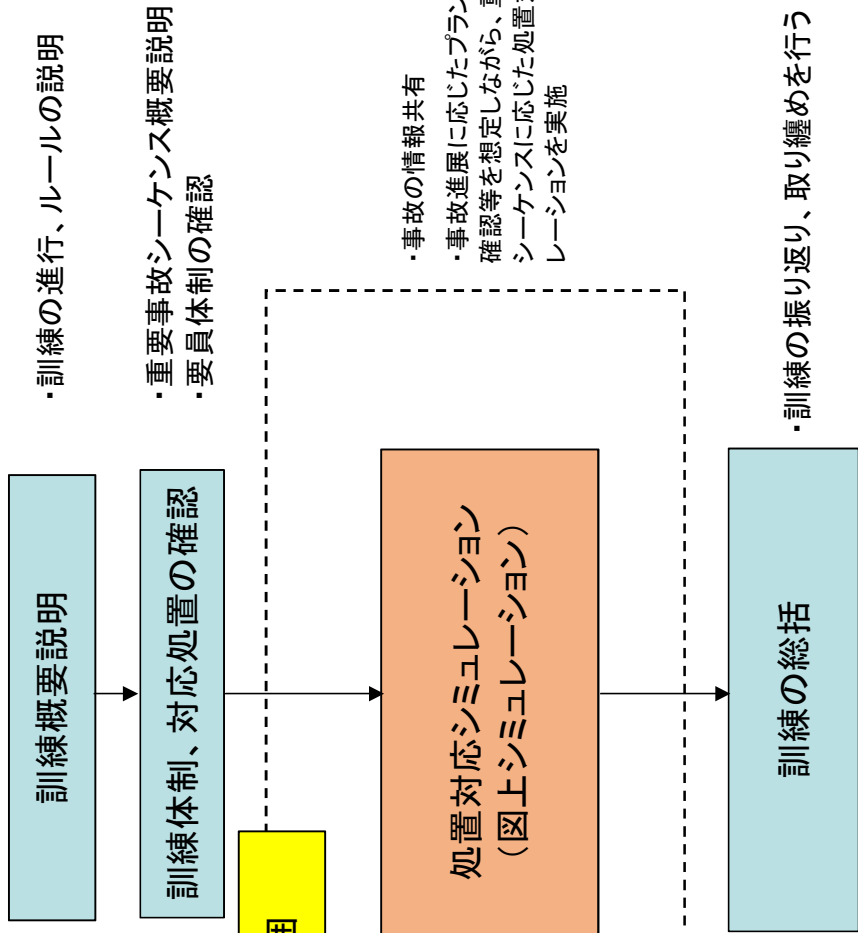 訓練概要説明
・訓練の進行、ルールの説明
訓練体制、対応処置の確認
・重要事故シーケンス概要説明
・要員体制の確認
囲
処置対応シミュレーション
（図上シミュレーション）
・事故の情報共有
・事故進展に応じたプラン
確認等を想定しながら、
シーケンスに応じた処置
レーションを実施
訓練の総括
・訓練の振り返り、取り纏めを行う